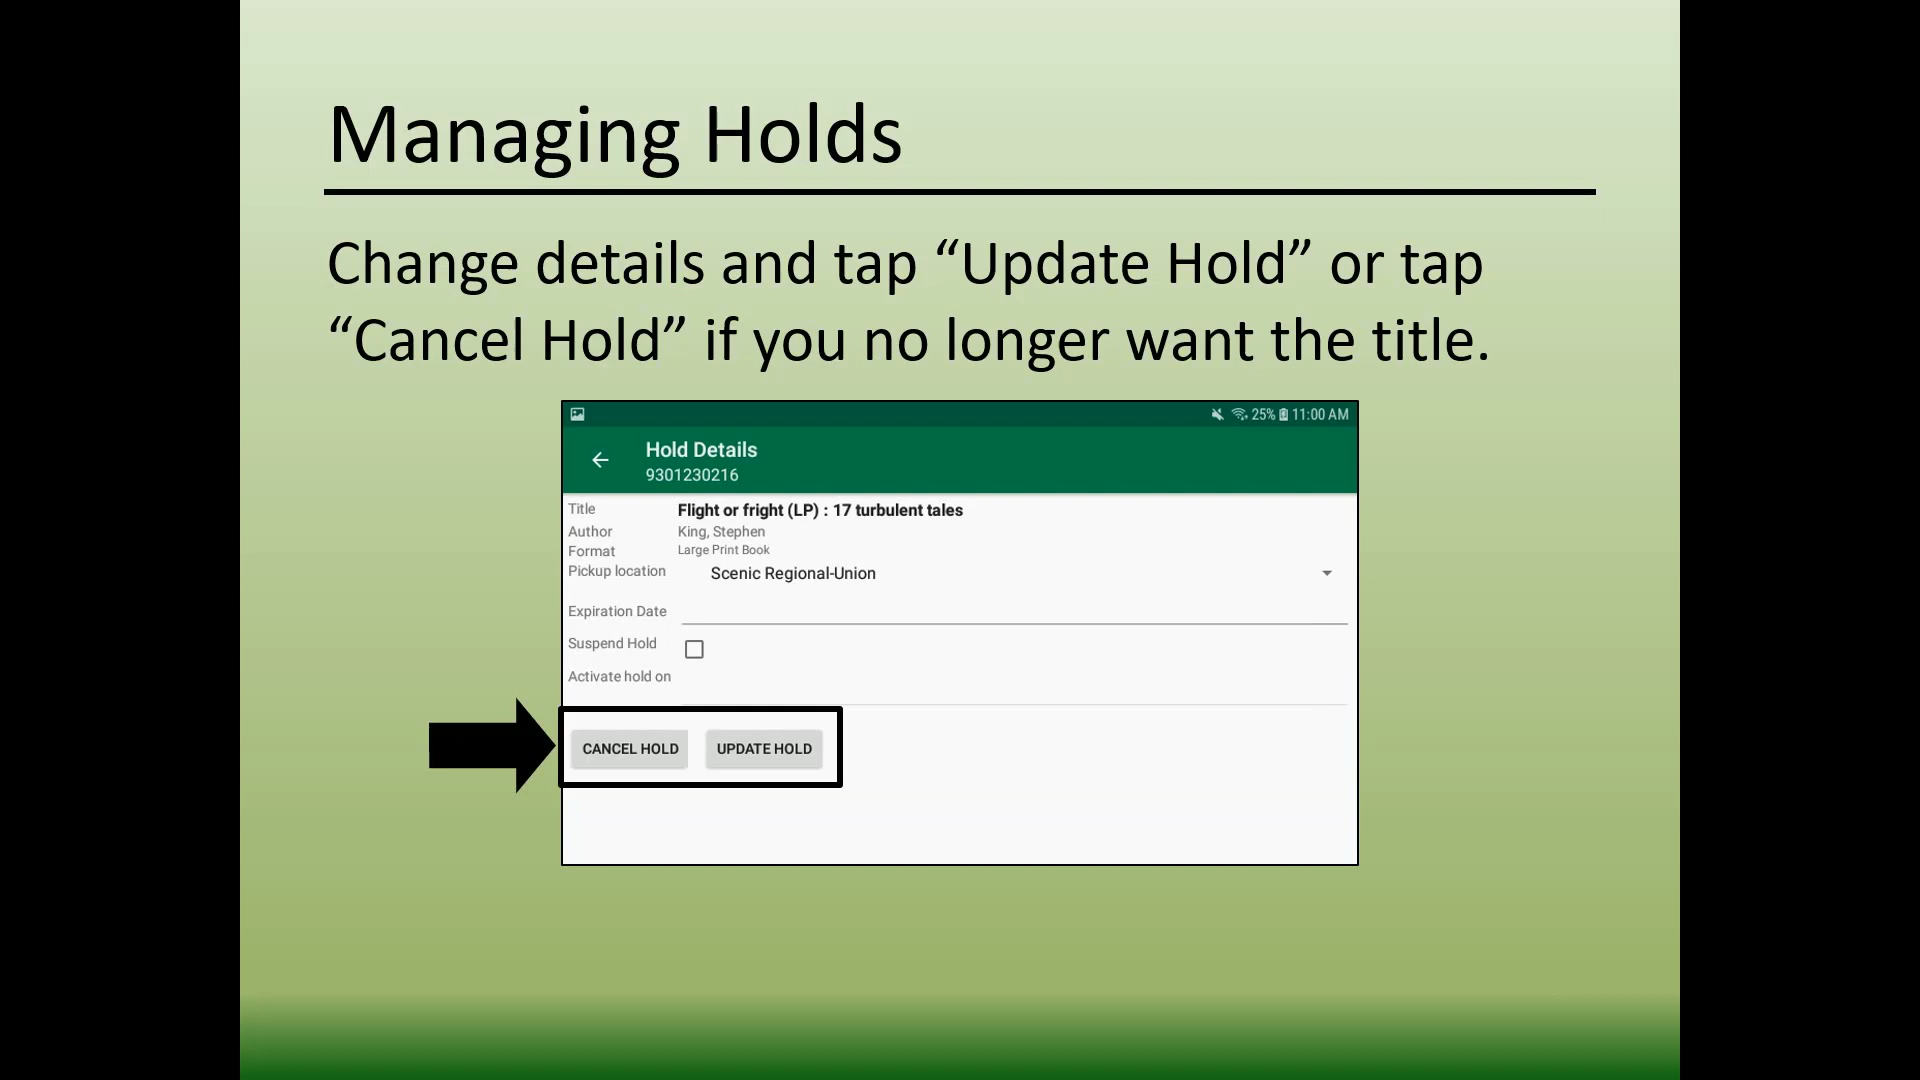 Managing Holds
Change details and tap “Update Hold” or tap
“Cancel Hold” if you no longer want the title.
25% 11:00 AM
Hold Details
9301230216
Title Flight or fright (LP) : 17 turbulent tales
Author King, Stephen
Format Large Print Book
Pickup location Scenic Regional-Union
Expiration Date
Suspend Hold
Activate hold on
CANCEL HOLD UPDATE HOLD